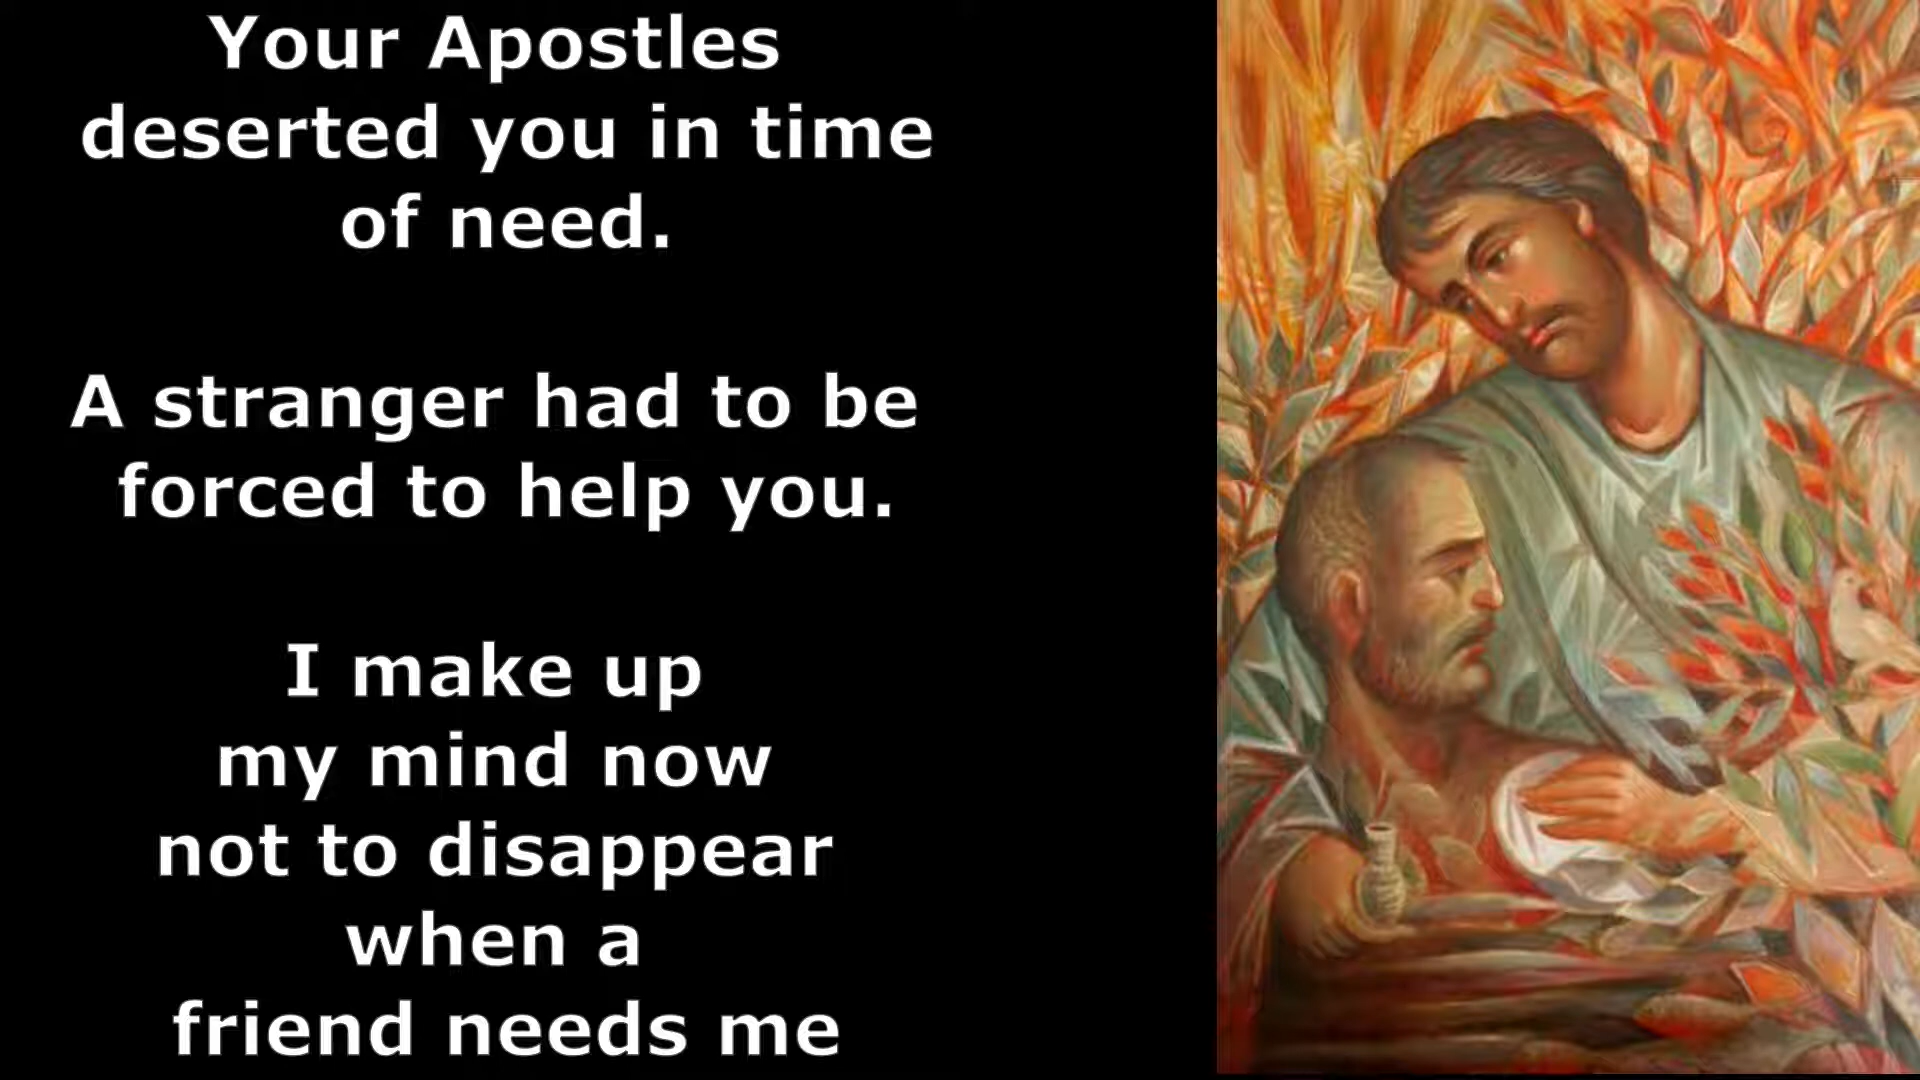 Your Apostles
deserted you in time
of need.
A stranger had to be
forced to help you.
I make up
my mind now
not to disappear
when a
friend needs me